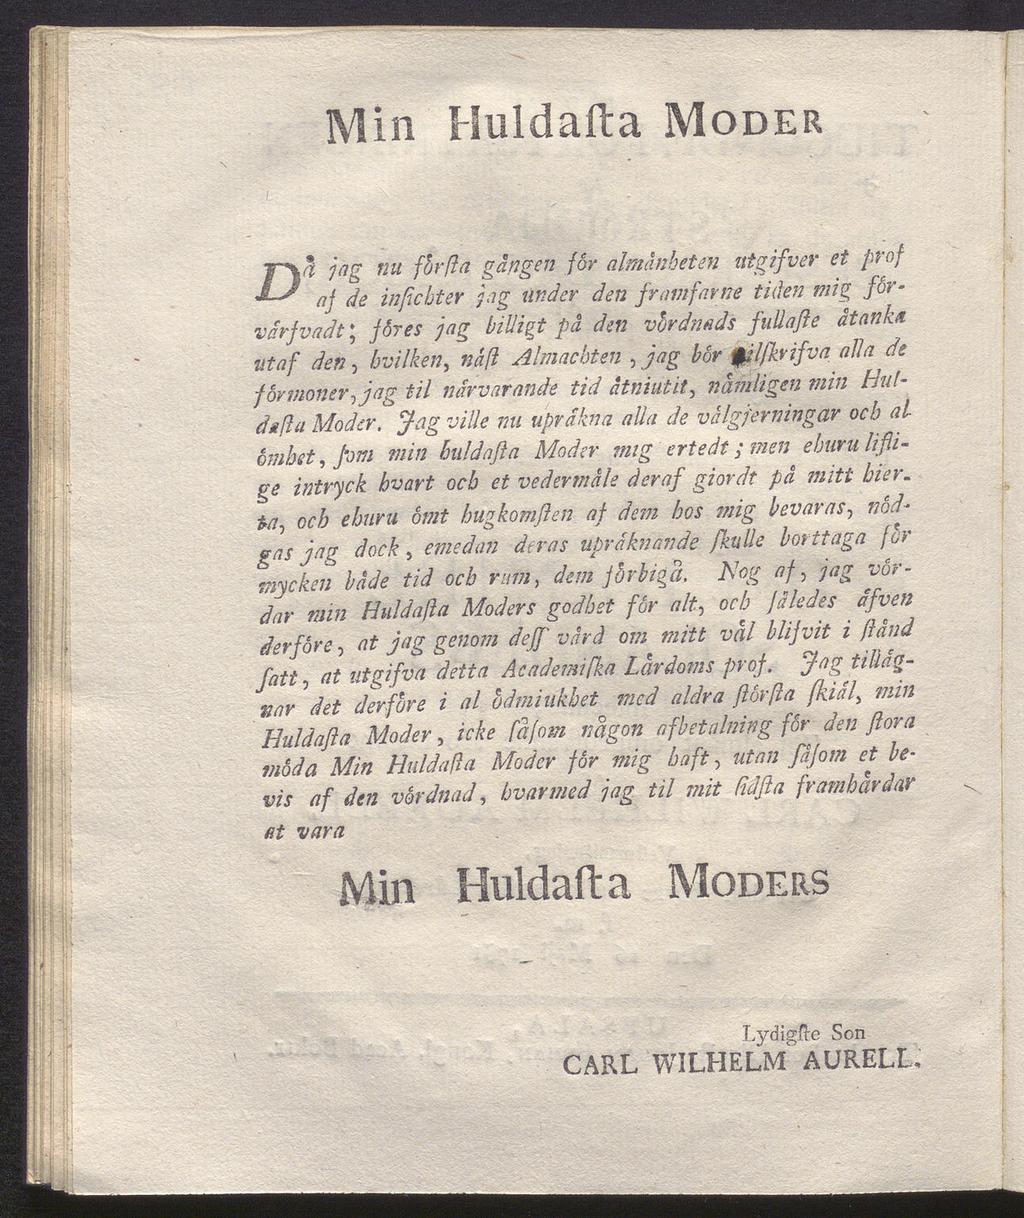 Min Huldaſta MODER
Då jag nu förſta gången för almånheten utgifver et prof
af de inſichter jag under den framfarne tiden mig för-
värfvadt; föres jag billigt på den vördnads fullaſte åtanka
utaf den, hvilken, näſt Almachten, jag bör tilſkrifva alla de
förmoner, jag til närvarande tid åtniutit, nämligen min Hul-
daſta Moder. Jag ville nu upräkna alla de välgjerningar och al
ömhet, ſom min huldaſta Moder mig ertedt; men ehuru lifli-
ge intryck hvart och et vedermåle deraf giordt på mitt hier-
ta, och ehuru ömt hugkomſten af dem hos mig bevaras, nöd-
gas jag dock, emedan deras upräknande ſkulle borttaga för
mycken både tid och rum, dem förbigå. Nog af, jag vör-
dar min Huldaſta Moders godhet för alt, och ſåledes äfven
derföre, at jag genom deſſ vård om mitt väl blifvit i ſtånd
ſatt, at utgifva detta Academiſka Lärdoms prof. Jag tilläg-
nar det derföre i al ödmiukhet med aldra ſtörſta ſkiäl, min
Huldaſta Moder, icke ſåſom någon afbetalning för den ſtora
möda Min Huldaſta Moder för mig haft, utan ſåſom et be-
vis af den vördnad, hvarmed jag til mit ſidſta framhärdar
at vara
Min Huldaſta MODERS
Lydigſte Son
CARL WILHELM AURELL.